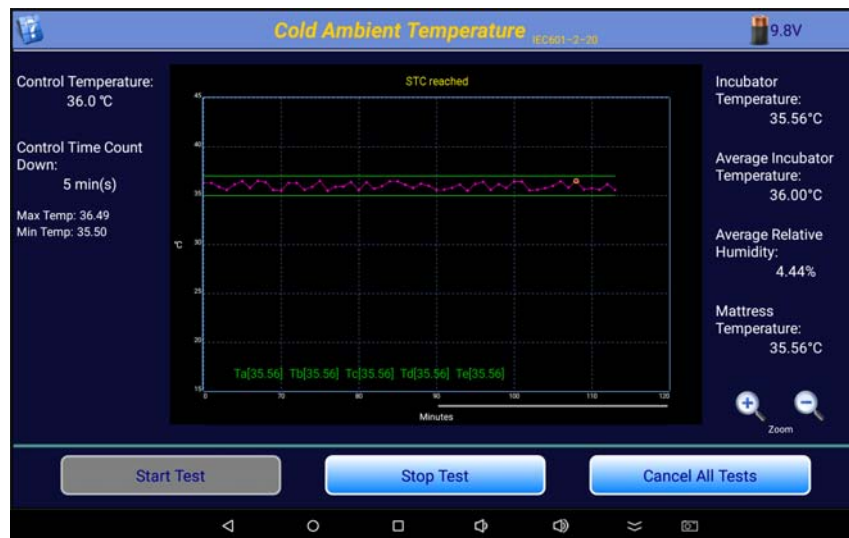 Cold Ambient Temperature IEC601-2-20
9.8V
Control Temperature:
36.0 ℃
Control Time Count
Down:
5 min(s)
Max Temp: 36.49
Min Temp: 35.50
STC reached
45
40
35
℃
30
25
20
15
Ta[35.56] Tb[35.56] Tc[35.56] Td[35.56] Te[35.56]
70
80
90
100
110
120
Minutes
Incubator
Temperature:
35.56°C
Average Incubator
Temperature:
36.00°C
Average Relative
Humidity:
4.44%
Mattress
Temperature:
35.56°C
Zoom
Start Test
Stop Test
Cancel All Tests